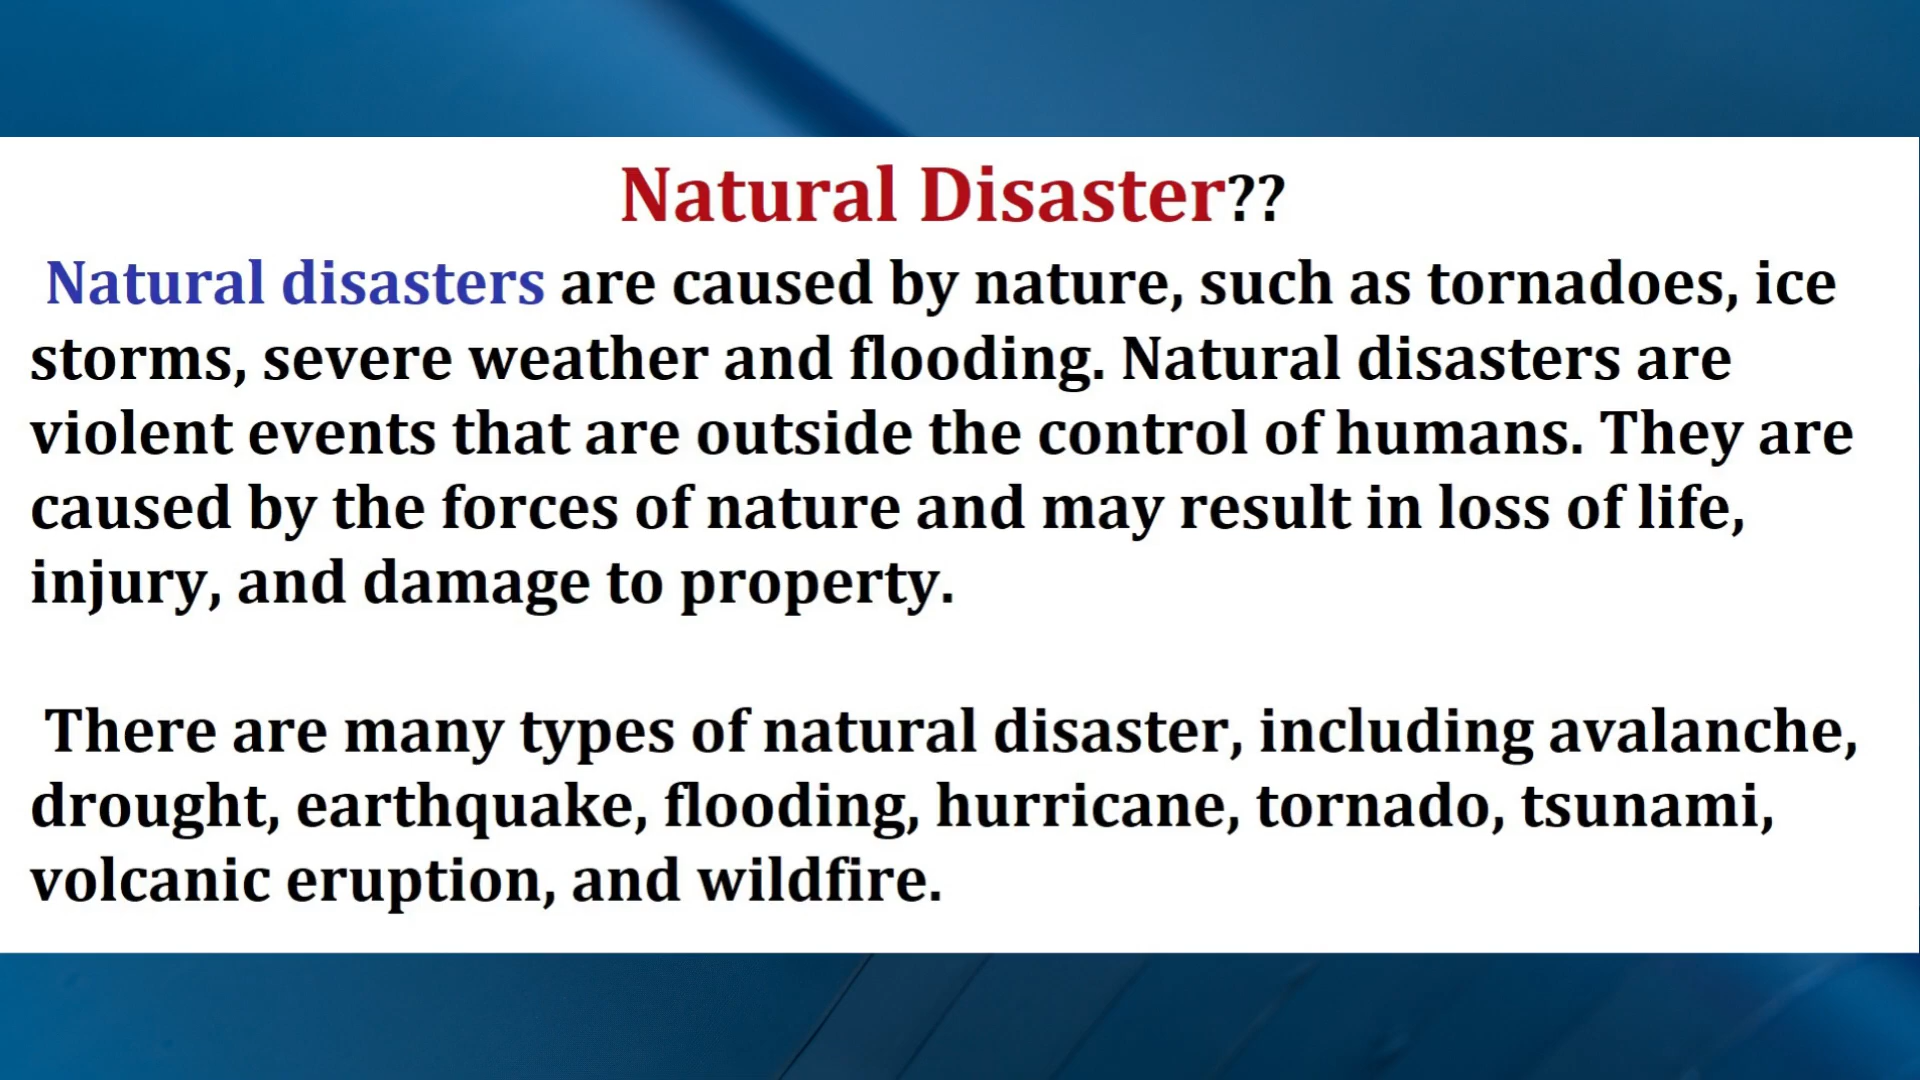 Natural Disaster??
Natural disasters are caused by nature, such as tornadoes, ice
storms, severe weather and flooding. Natural disasters are
violent events that are outside the control of humans. They are
caused by the forces of nature and may result in loss of life,
injury, and damage to property.
There are many types of natural disaster, including avalanche,
drought, earthquake, flooding, hurricane, tornado, tsunami,
volcanic eruption, and wildfire.